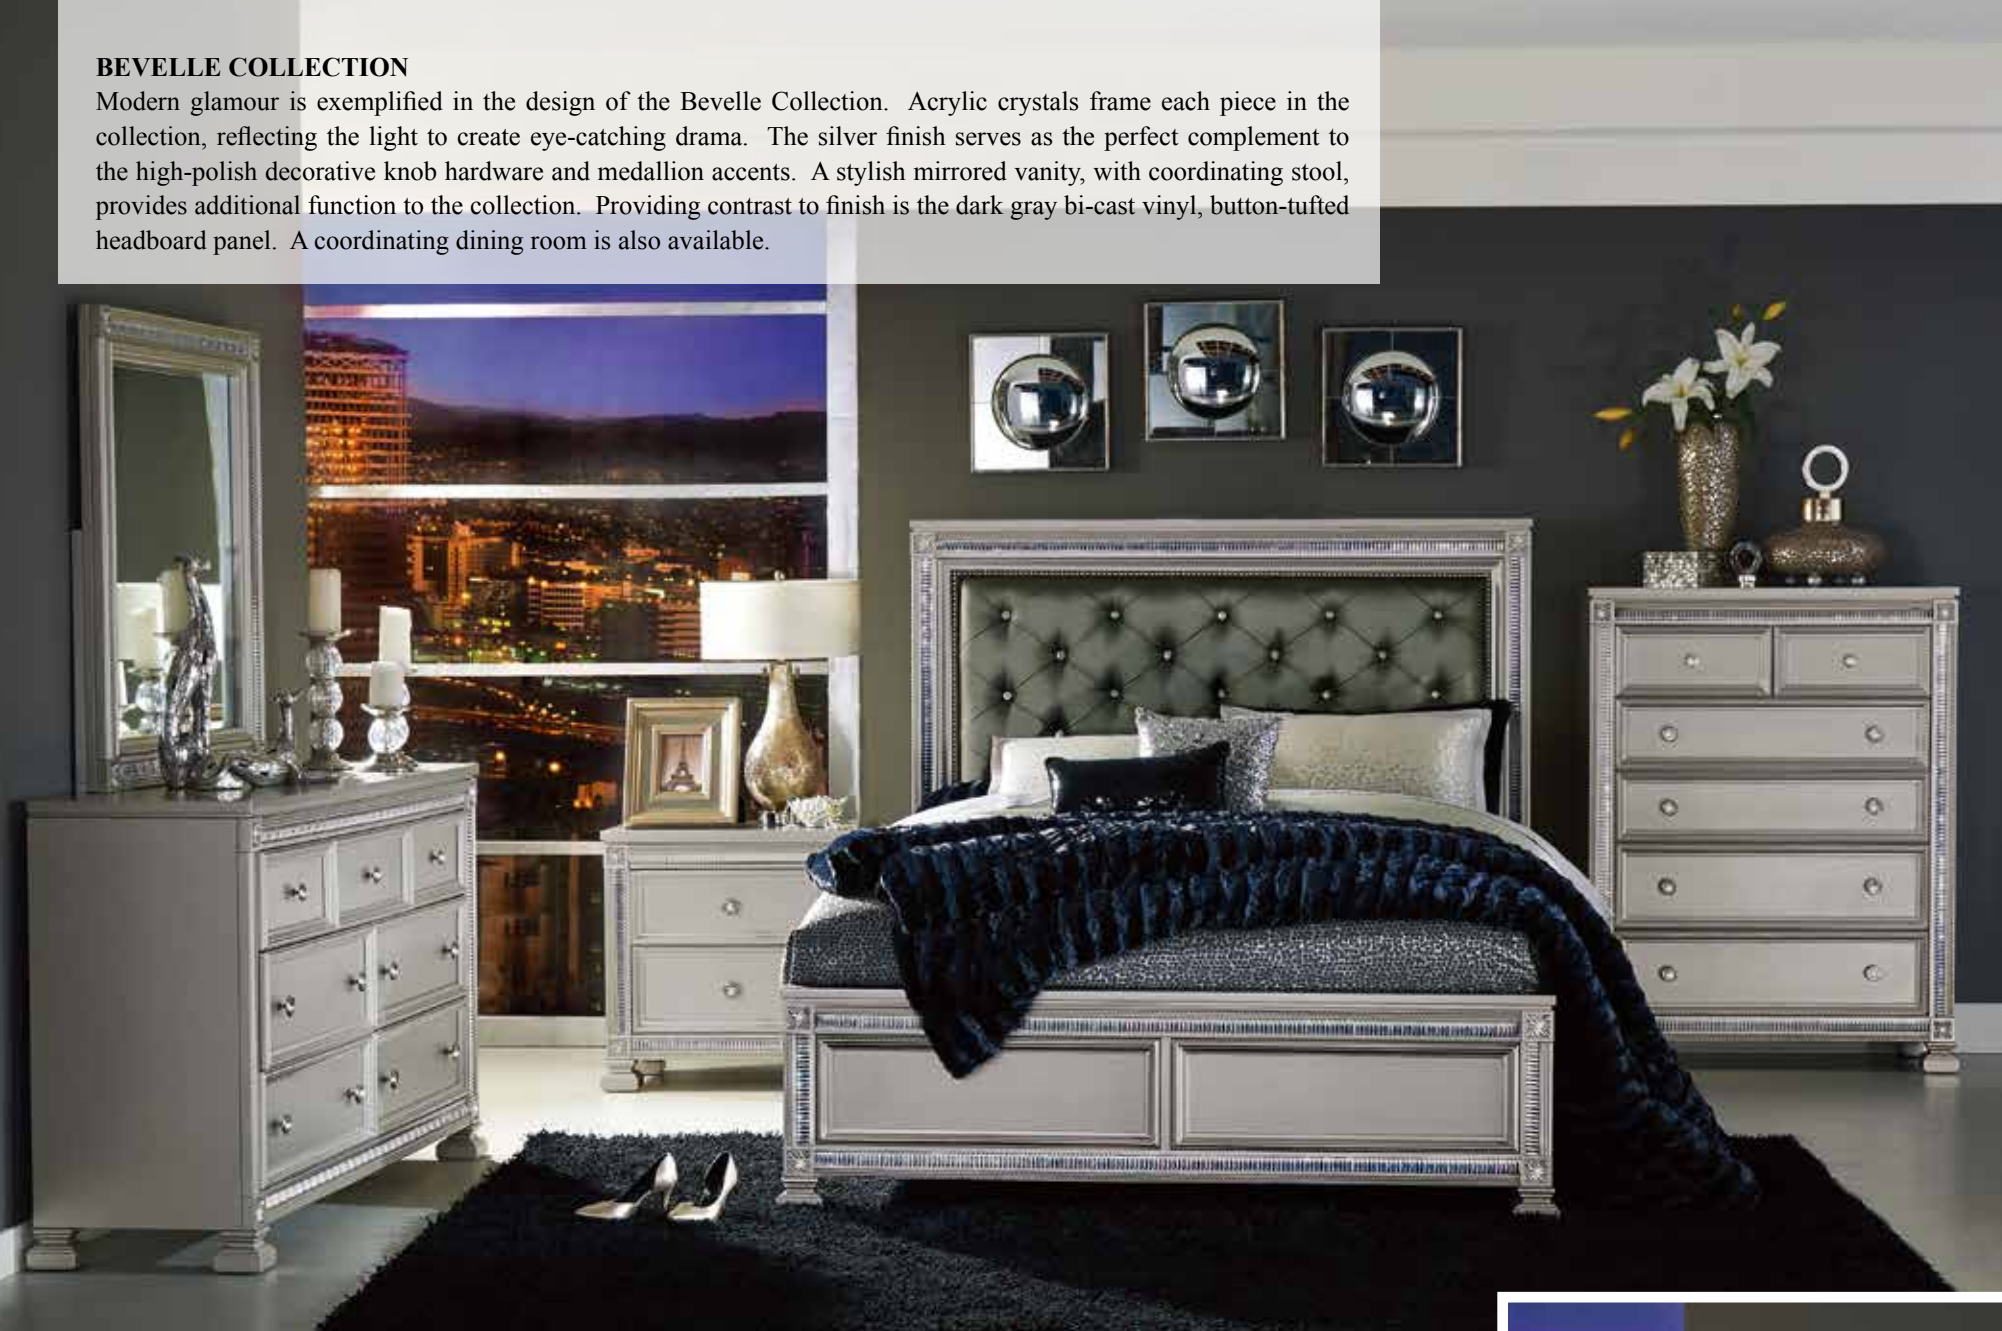 BEVELLE COLLECTION
Modern glamour is exemplified in the design of the Bevelle Collection.  Acrylic crystals frame each piece in the
collection, reflecting the light to create eye-catching drama.  The silver finish serves as the perfect complement to
the high-polish decorative knob hardware and medallion accents.  A stylish mirrored vanity, with coordinating stool,
provides additional function to the collection.  Providing contrast to finish is the dark gray bi-cast vinyl, button-tufted
headboard panel.  A coordinating dining room is also available.